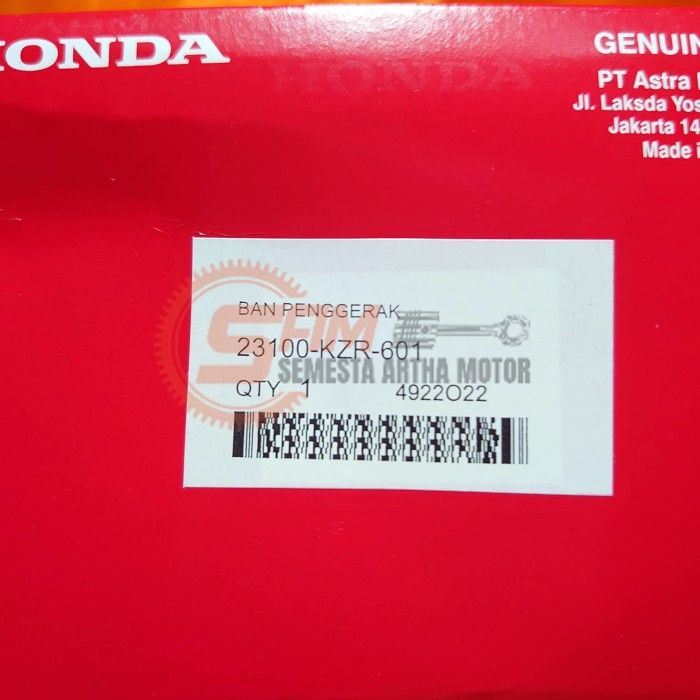 HONDA
GENUIN
PT Astra
Jl. Laksda Yos
Jakarta 14
Made i
HONDA
BAN PENGGERAK
23100-KZR-601
QTY 1 4922O22
SHM
SEMESTA ARTHA MOTOR